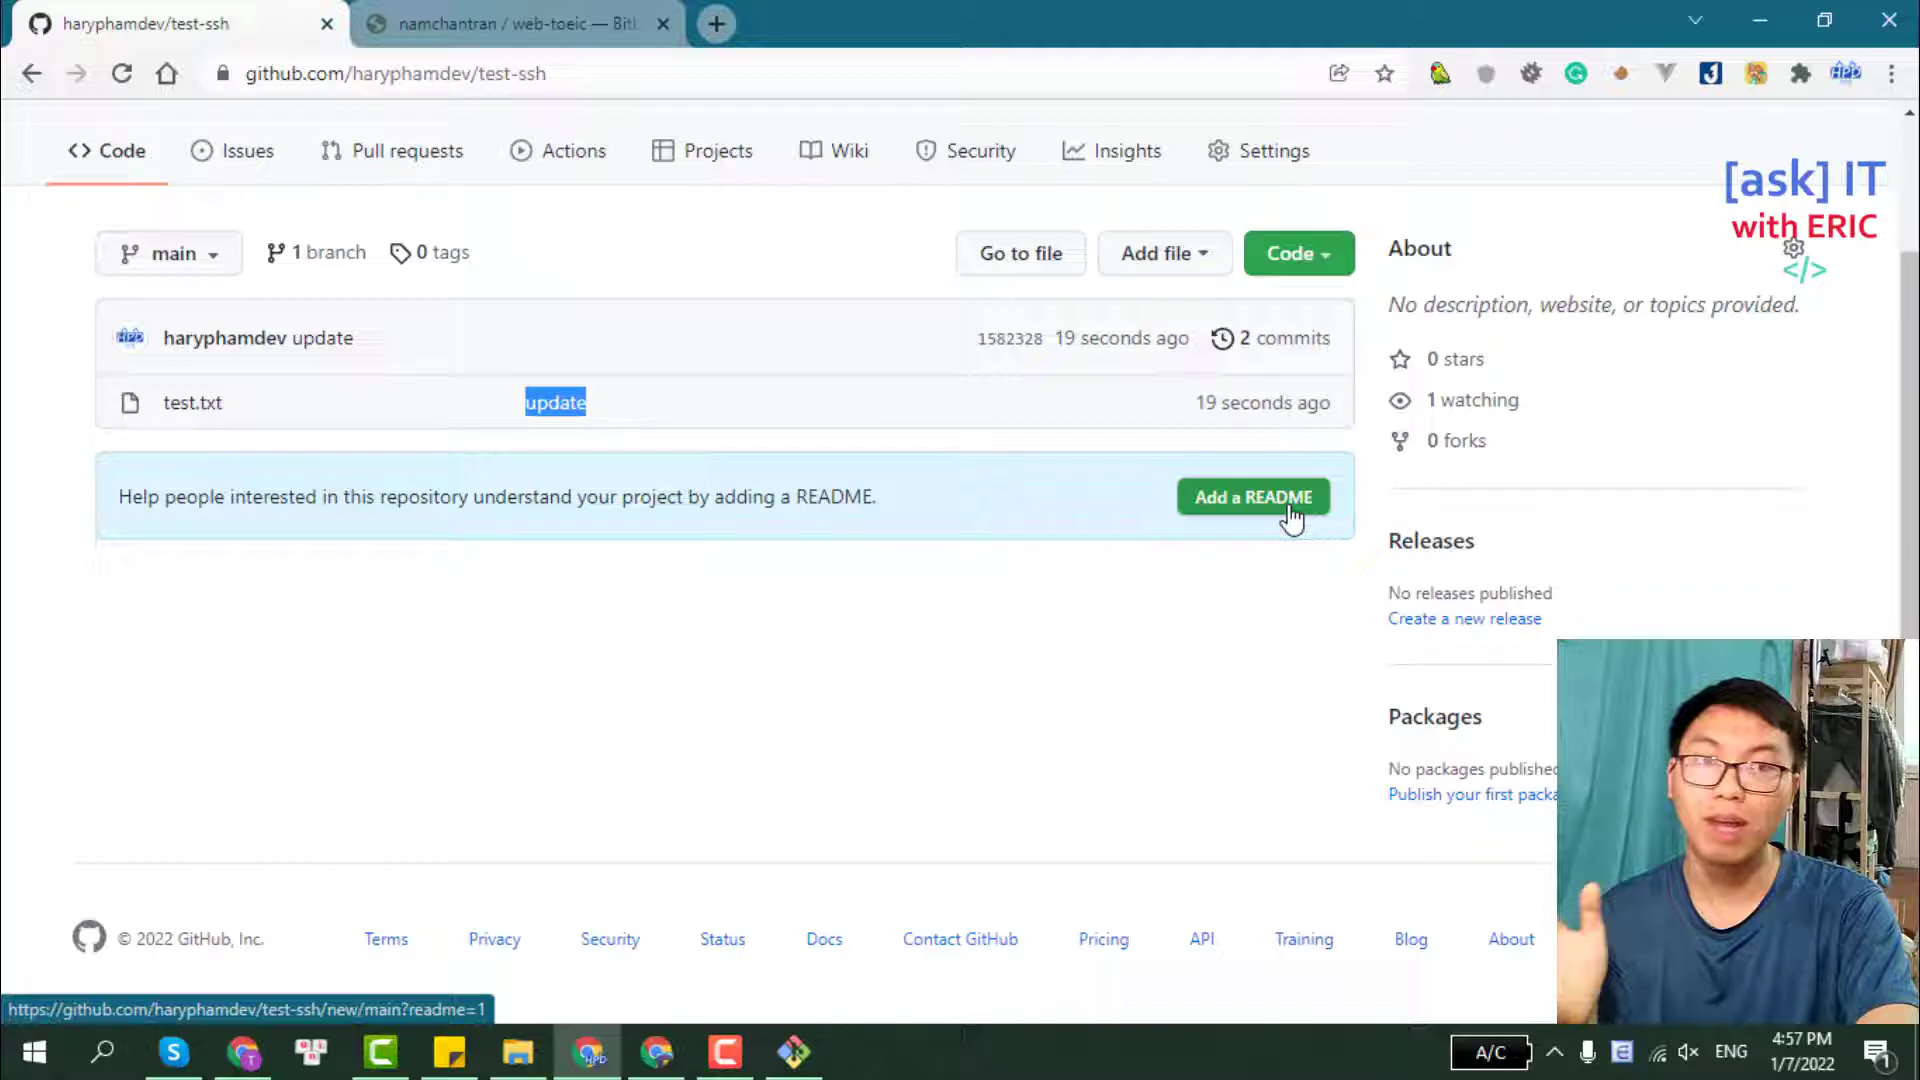 haryphamdev/test-ssh
namchantran / web-toeic — Bitl
github.com/haryphamdev/test-ssh
Code
Issues
Pull requests
Actions
Projects
Wiki
Security
Insights
Settings
[ask] IT
with ERIC
</>
main
1 branch
0 tags
Go to file
Add file
Code
About
No description, website, or topics provided.
haryphamdev update
1582328 19 seconds ago
2 commits
test.txt
update
19 seconds ago
0 stars
1 watching
0 forks
Help people interested in this repository understand your project by adding a README.
Add a README
Releases
No releases published
Create a new release
Packages
No packages published
Publish your first packa
© 2022 GitHub, Inc.
Terms
Privacy
Security
Status
Docs
Contact GitHub
Pricing
API
Training
Blog
About
https://github.com/haryphamdev/test-ssh/new/main?readme=1
A/C
ENG
4:57 PM
1/7/2022
1